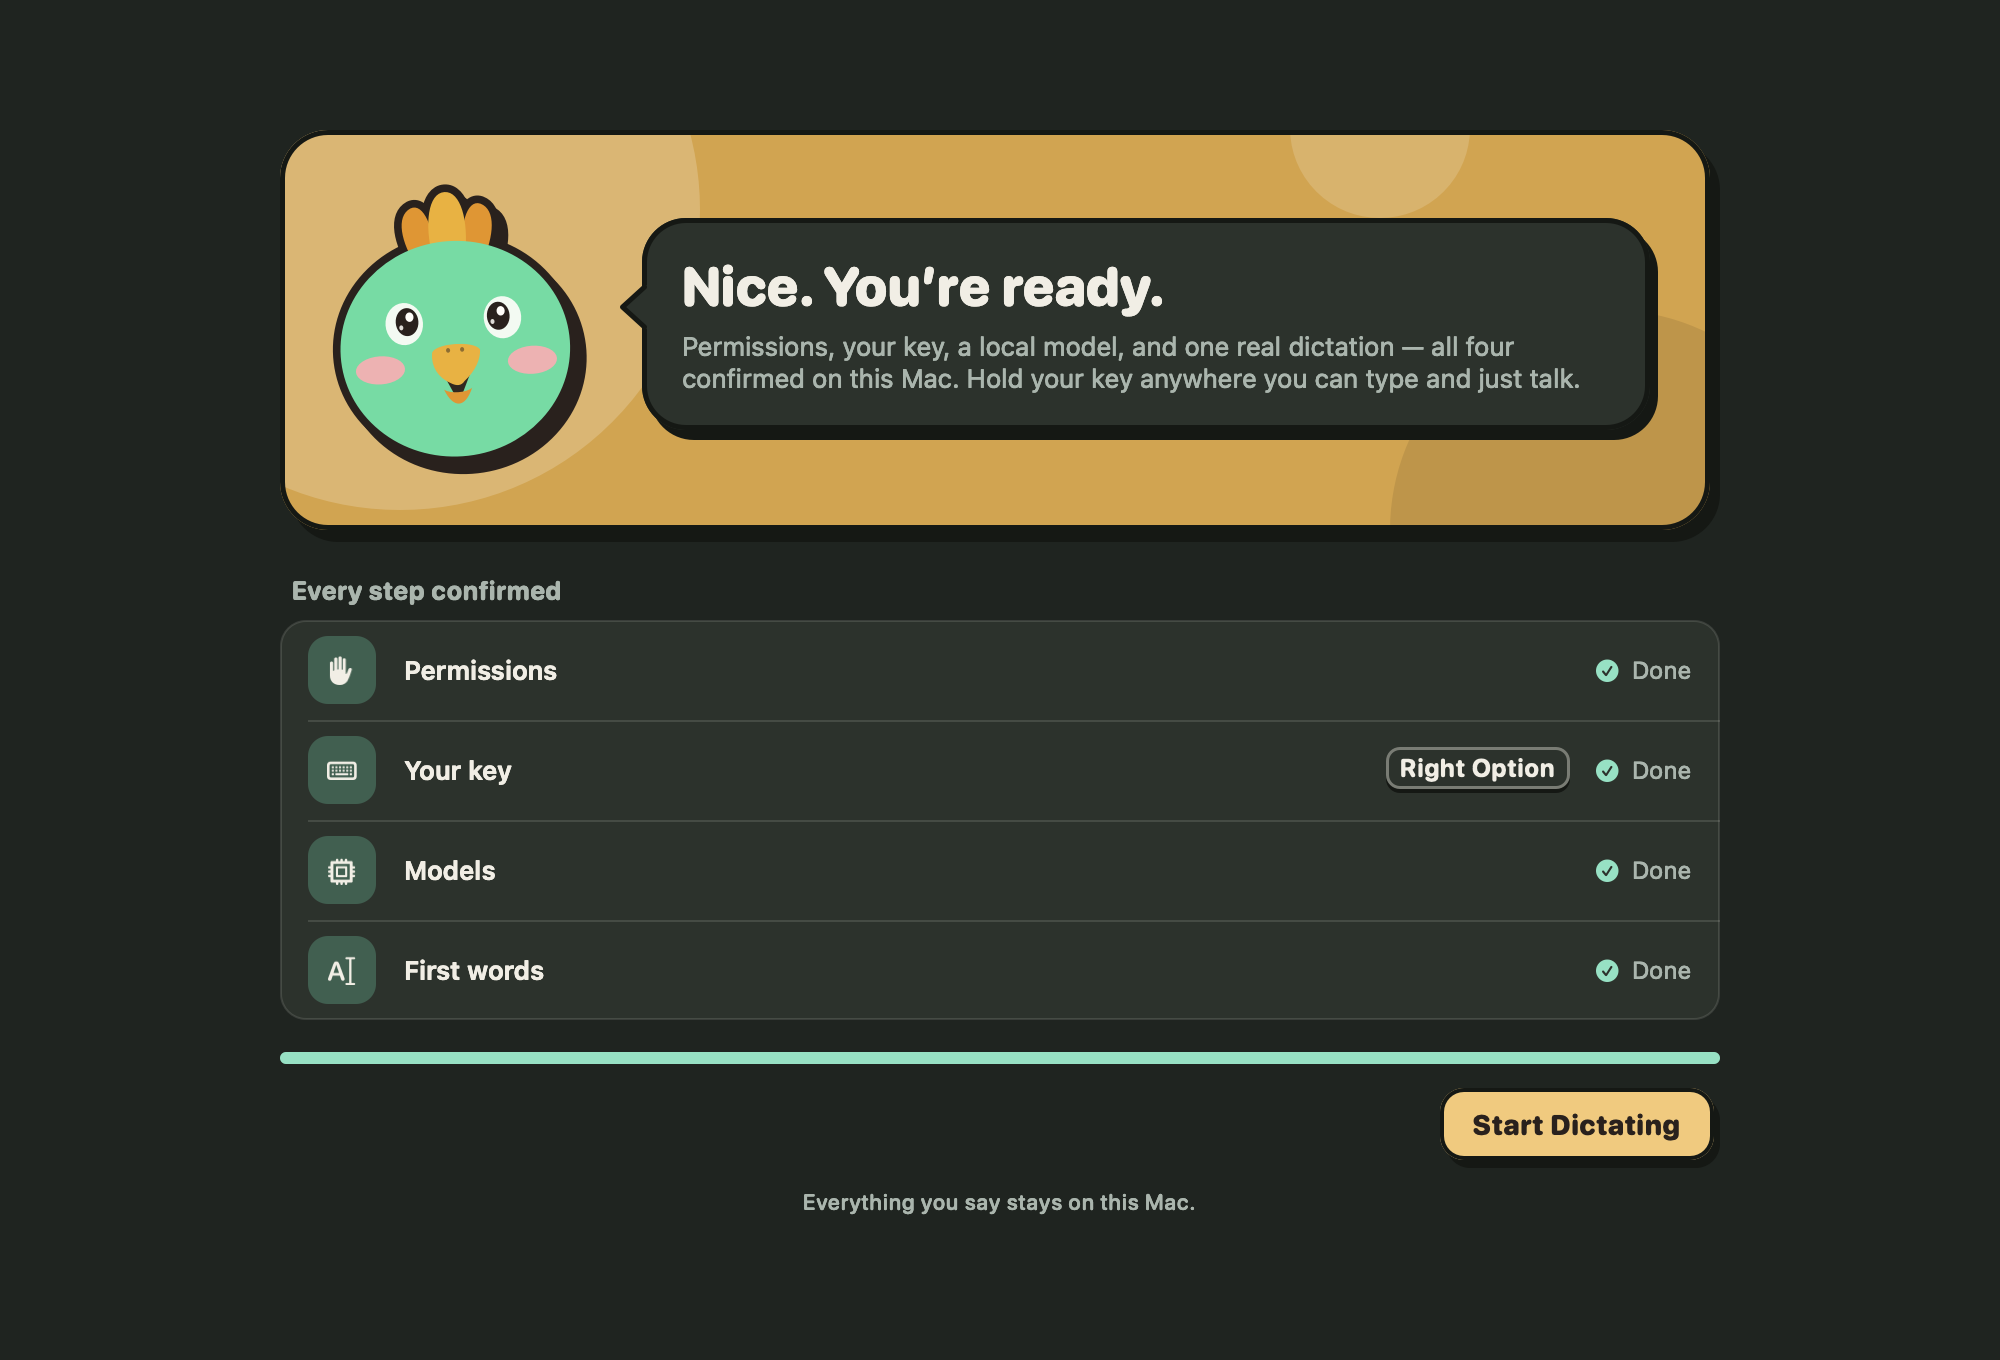 Nice. You're ready.
Permissions, your key, a local model, and one real dictation — all four
confirmed on this Mac. Hold your key anywhere you can type and just talk.
Every step confirmed
Permissions Done
Your key Right Option Done
Models Done
First words Done
Start Dictating
Everything you say stays on this Mac.